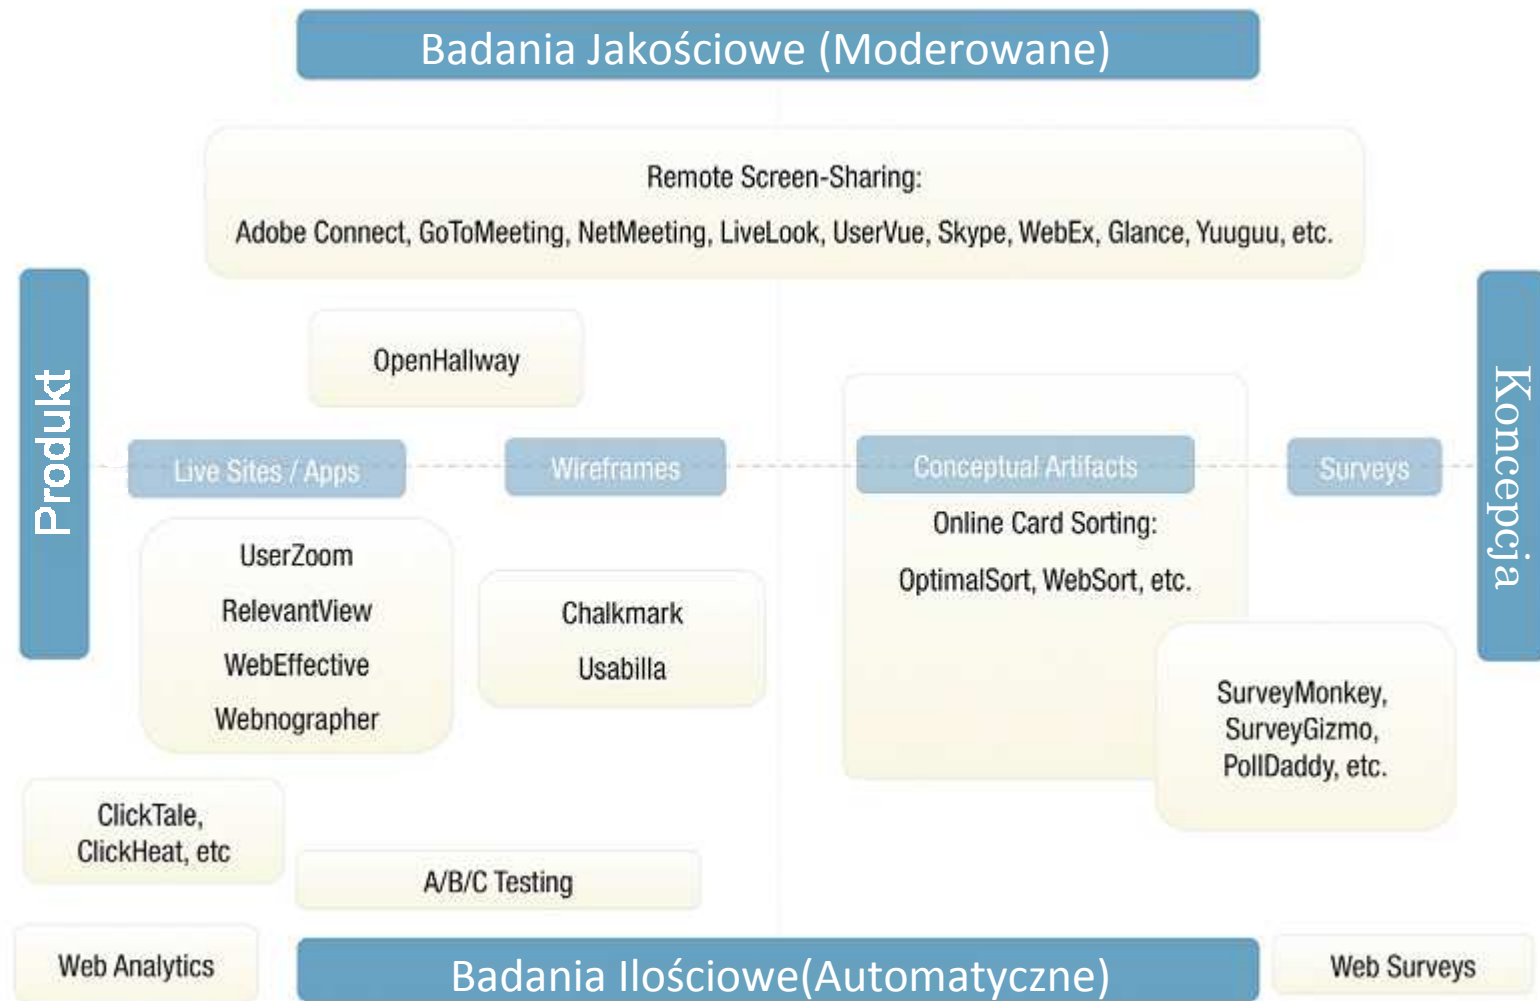 Badania Jakościowe (Moderowane)
Remote Screen-Sharing:
Adobe Connect, GoToMeeting, NetMeeting, LiveLook, UserVue, Skype, WebEx, Glance, Yuuguu, etc.
Produkt
Koncepcja
OpenHallway
Live Sites / Apps
Wireframes
Conceptual Artifacts
Surveys
UserZoom
RelevantView
WebEffective
Webnographer
Chalkmark
Usabilla
Online Card Sorting:
OptimalSort, WebSort, etc.
SurveyMonkey,
SurveyGizmo,
PollDaddy, etc.
ClickTale,
ClickHeat, etc
A/B/C Testing
Web Analytics
Badania Ilościowe(Automatyczne)
Web Surveys